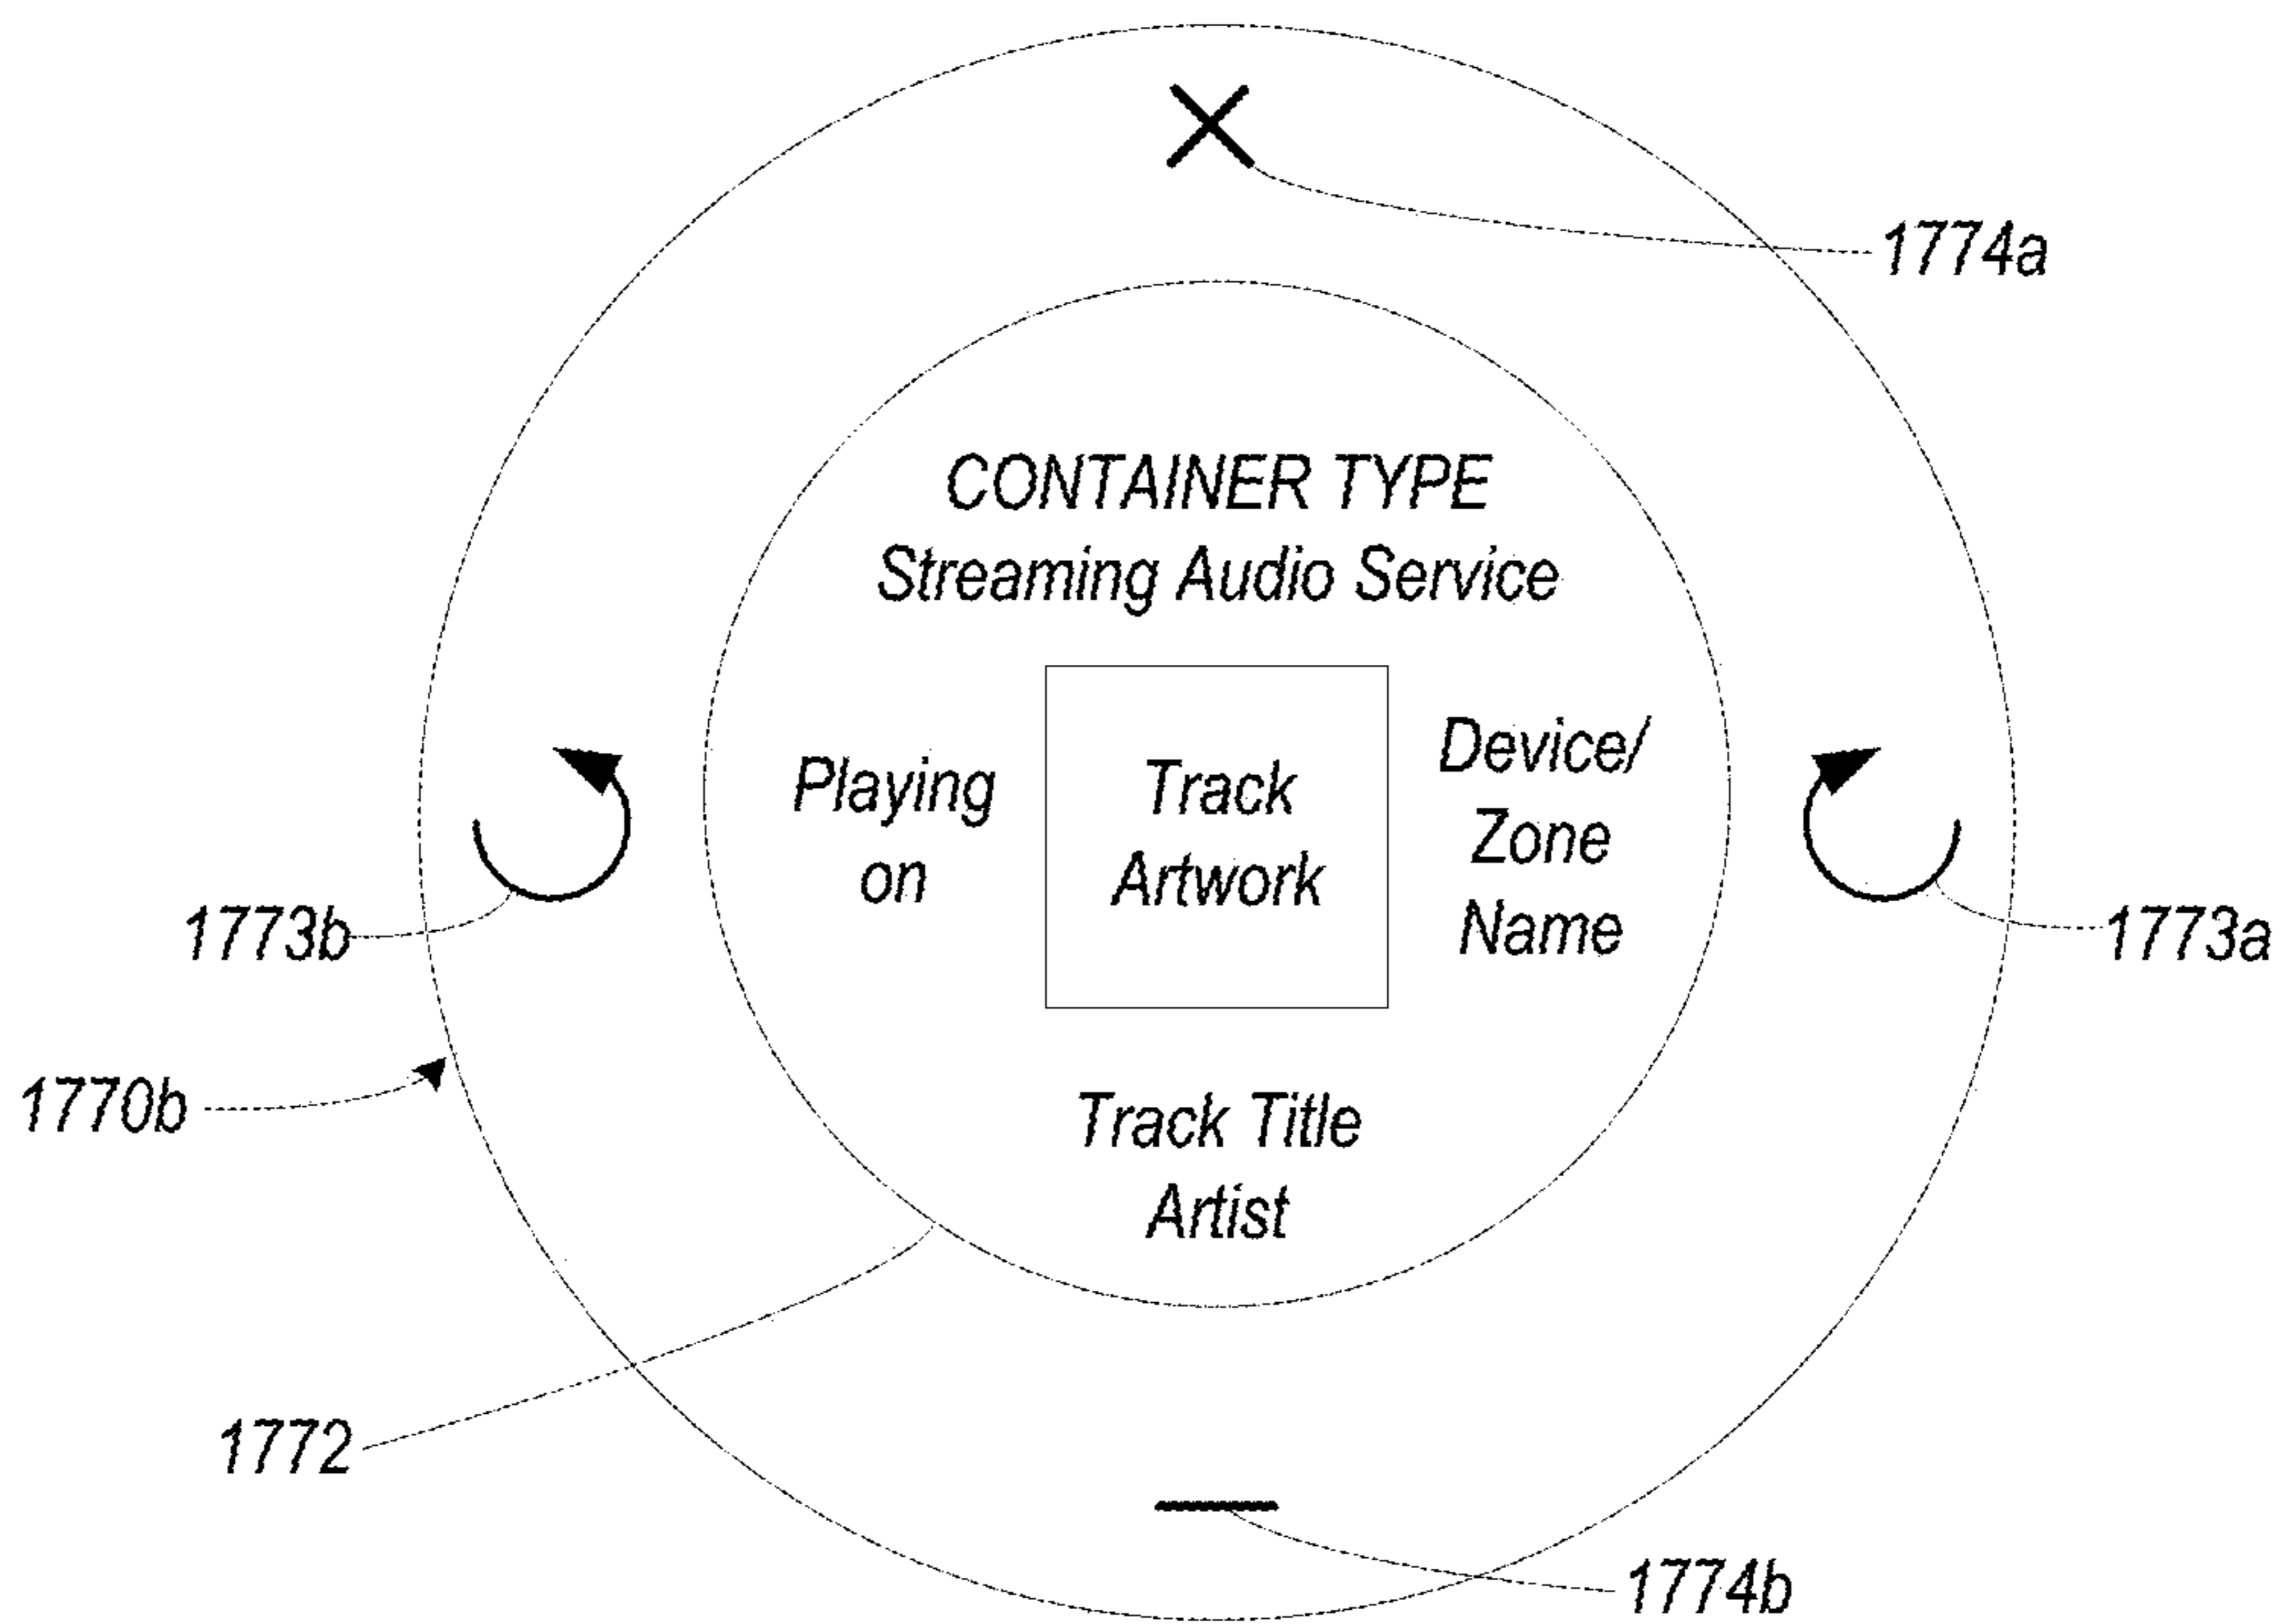 1774a
CONTAINER TYPE
Streaming Audio Service
Playing
on
Track
Artwork
Device/
Zone
Name
1773b
1773a
1770b
Track Title
Artist
1772
1774b